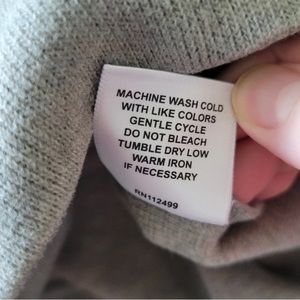 MACHINE WASH COLD
WITH LIKE COLORS
GENTLE CYCLE
DO NOT BLEACH
TUMBLE DRY LOW
WARM IRON
IF NECESSARY
RN112499